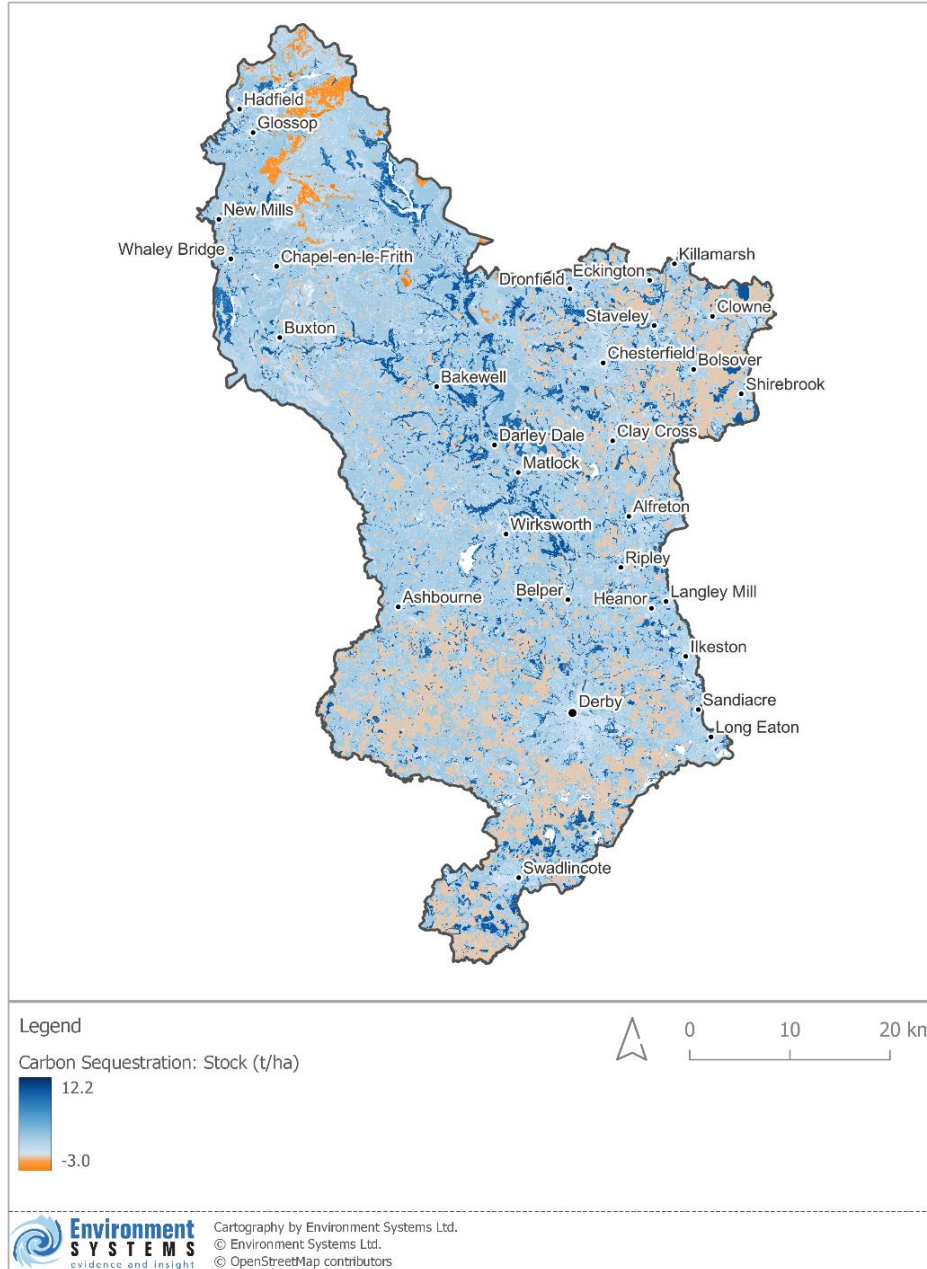 Hadfield
Glossop
New Mills
Whaley Bridge
Chapel-en-le-Frith
Killamarsh
Eckington
Dronfield
Clowne
Staveley
Buxton
Chesterfield
Bolsover
Bakewell
Shirebrook
Darley Dale
Clay Cross
Matlock
Alfreton
Wirksworth
Ripley
Ashbourne
Belper
Heanor
Langley Mill
Ilkeston
Derby
Sandiacre
Long Eaton
Swadlincote
Legend
0 10 20 km
Carbon Sequestration: Stock (t/ha)
12.2
-3.0
Environment
SYSTEMS
evidence and insight
Cartography by Environment Systems Ltd.
© Environment Systems Ltd.
© OpenStreetMap contributors